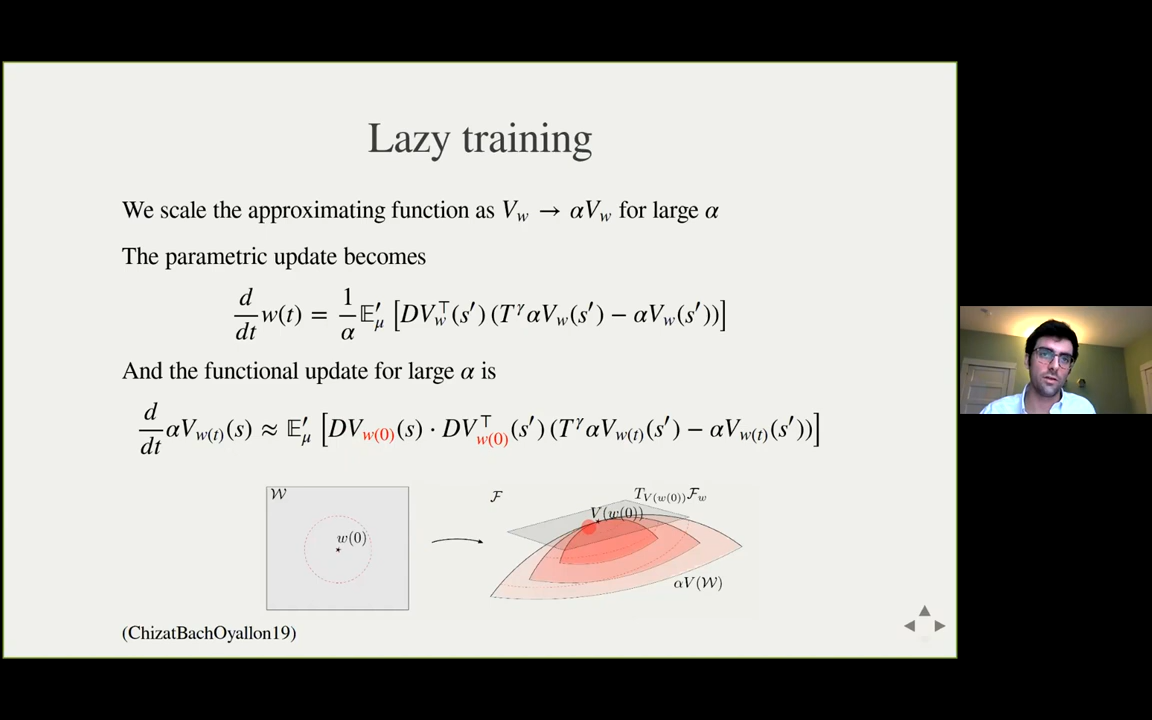 Lazy training
We scale the approximating function as V_w → αV_w for large α
The parametric update becomes
d/dt w(t) = 1/α 𝔼′_μ [DV_w^⊤(s′)(T^γ αV_w(s′) − αV_w(s′))]
And the functional update for large α is
d/dt αV_{w(t)}(s) ≈ 𝔼′_μ [DV_{w(0)}(s) · DV_{w(0)}^⊤(s′)(T^γ αV_{w(t)}(s′) − αV_{w(t)}(s′))]
𝒲
w(0)
ℱ
T_{V(w(0))}ℱ_w
V(w(0))
αV(𝒲)
(ChizatBachOyallon19)